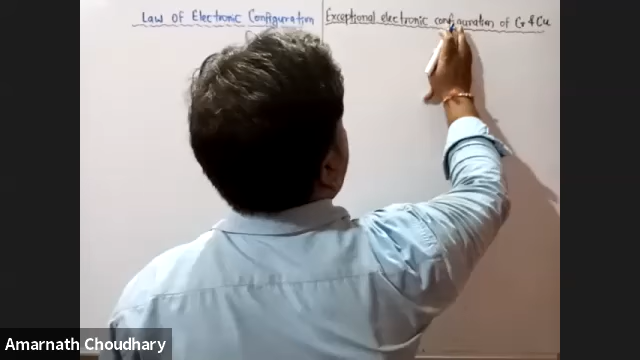 Law of Electronic Configuration
Exceptional electronic configuration of Cr & Cu
Amarnath Choudhary